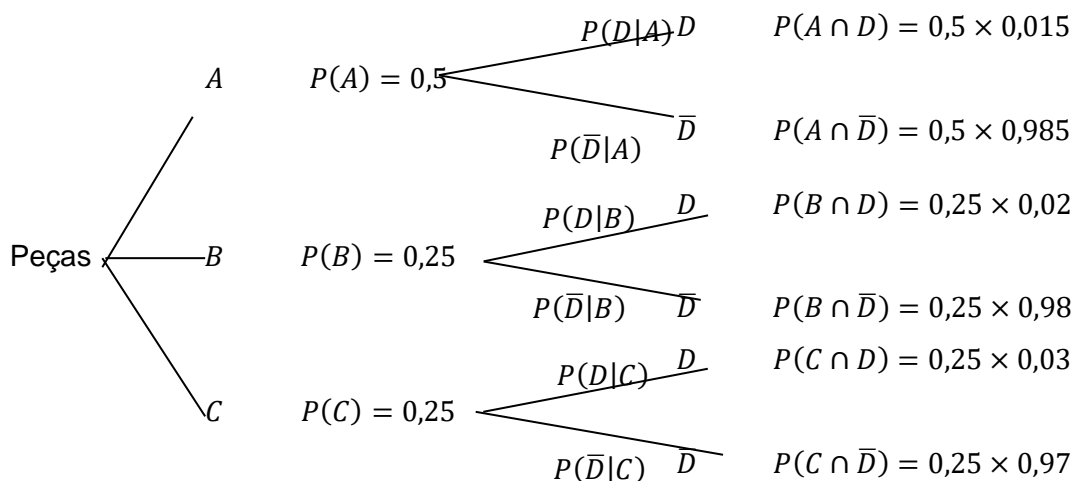 P(D|A) D P(A ∩ D) = 0,5 × 0,015
A P(A) = 0,5
D̅ P(A ∩ D̅) = 0,5 × 0,985
P(D̅|A)
P(D|B) D P(B ∩ D) = 0,25 × 0,02
Peças B P(B) = 0,25
P(D̅|B) D̅ P(B ∩ D̅) = 0,25 × 0,98
P(D|C) D P(C ∩ D) = 0,25 × 0,03
C P(C) = 0,25
P(D̅|C) D̅ P(C ∩ D̅) = 0,25 × 0,97